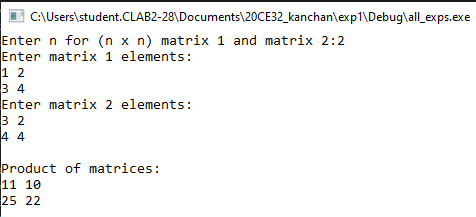 C:\Users\student.CLAB2-28\Documents\20CE32_kanchan\exp1\Debug\all_exps.exe
Enter n for (n x n) matrix 1 and matrix 2:2
Enter matrix 1 elements:
1 2
3 4
Enter matrix 2 elements:
3 2
4 4
Product of matrices:
11 10
25 22